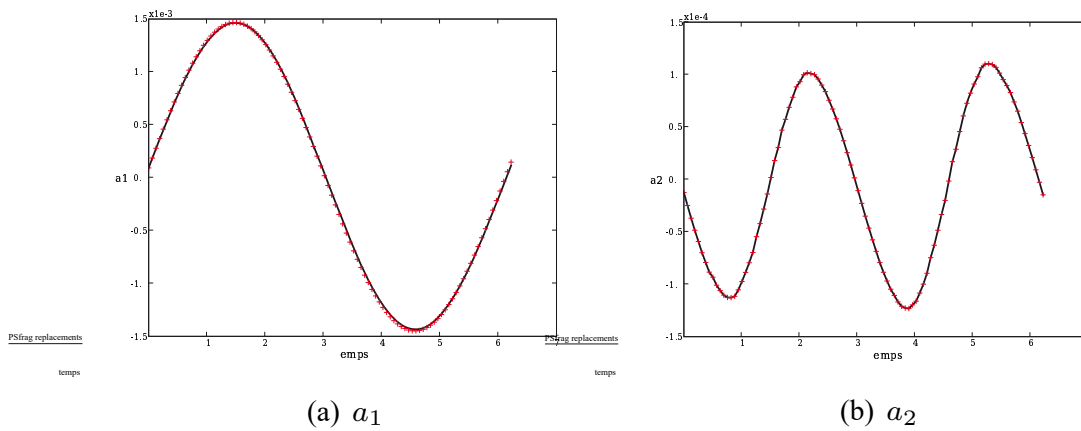 x1e-3
1.5
1.
0.5
a1 0.
-0.5
-1.
-1.5
1 2 3 4 5 6
emps
PSfrag replacements
temps
(a) a1
x1e-4
1.5
1.
0.5
a2 0.
-0.5
-1.
-1.5
1 2 3 4 5 6
emps
PSfrag replacements
temps
(b) a2